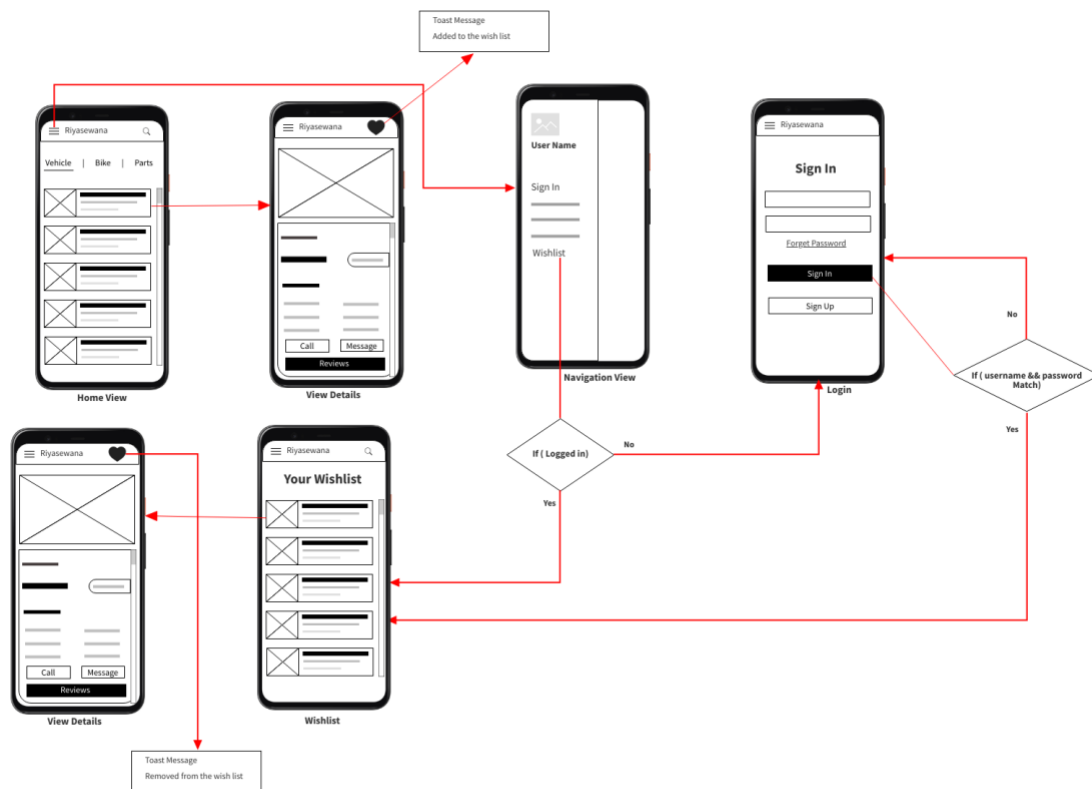 Toast Message
Added to the wish list
Riyasewana
Vehicle | Bike | Parts
Home View
Riyasewana
Call
Message
Reviews
View Details
User Name
Sign In
Wishlist
Navigation View
Riyasewana
Sign In
Forget Password
Sign In
Sign Up
Login
No
If ( username && password
Match)
Yes
If ( Logged in)
No
Yes
Riyasewana
Call
Message
Reviews
View Details
Riyasewana
Your Wishlist
Wishlist
Toast Message
Removed from the wish list